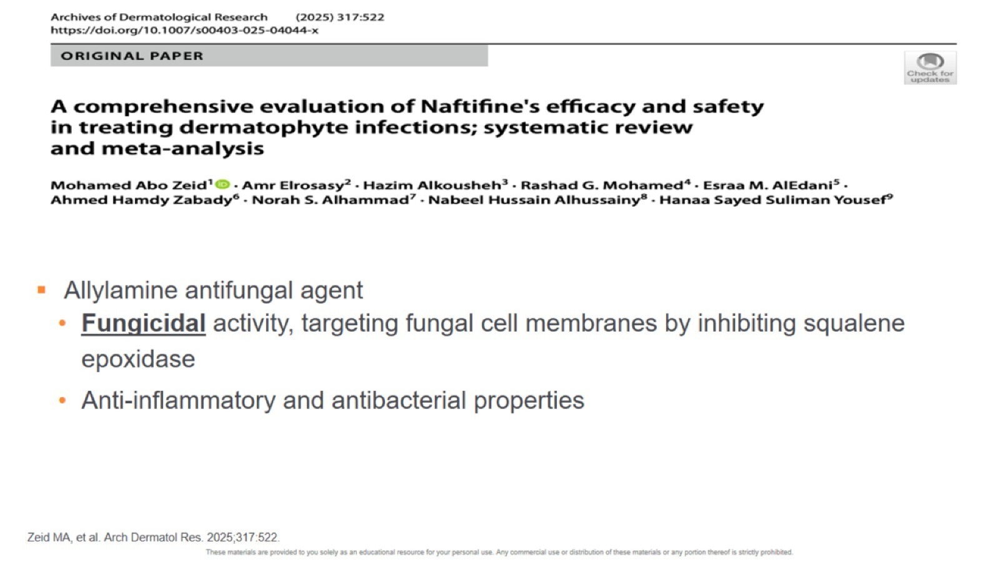 Archives of Dermatological Research (2025) 317:522
https://doi.org/10.1007/s00403-025-04044-x
ORIGINAL PAPER
Check for
updates
A comprehensive evaluation of Naftifine's efficacy and safety
in treating dermatophyte infections; systematic review
and meta-analysis
Mohamed Abo Zeid¹ iD · Amr Elrosasy² · Hazim Alkousheh³ · Rashad G. Mohamed⁴ · Esraa M. AlEdani⁵ ·
Ahmed Hamdy Zabady⁶ · Norah S. Alhammad⁷ · Nabeel Hussain Alhussainy⁸ · Hanaa Sayed Suliman Yousef⁹
▪ Allylamine antifungal agent
• Fungicidal activity, targeting fungal cell membranes by inhibiting squalene
epoxidase
• Anti-inflammatory and antibacterial properties
Zeid MA, et al. Arch Dermatol Res. 2025;317:522.
These materials are provided to you solely as an educational resource for your personal use. Any commercial use or distribution of these materials or any portion thereof is strictly prohibited.